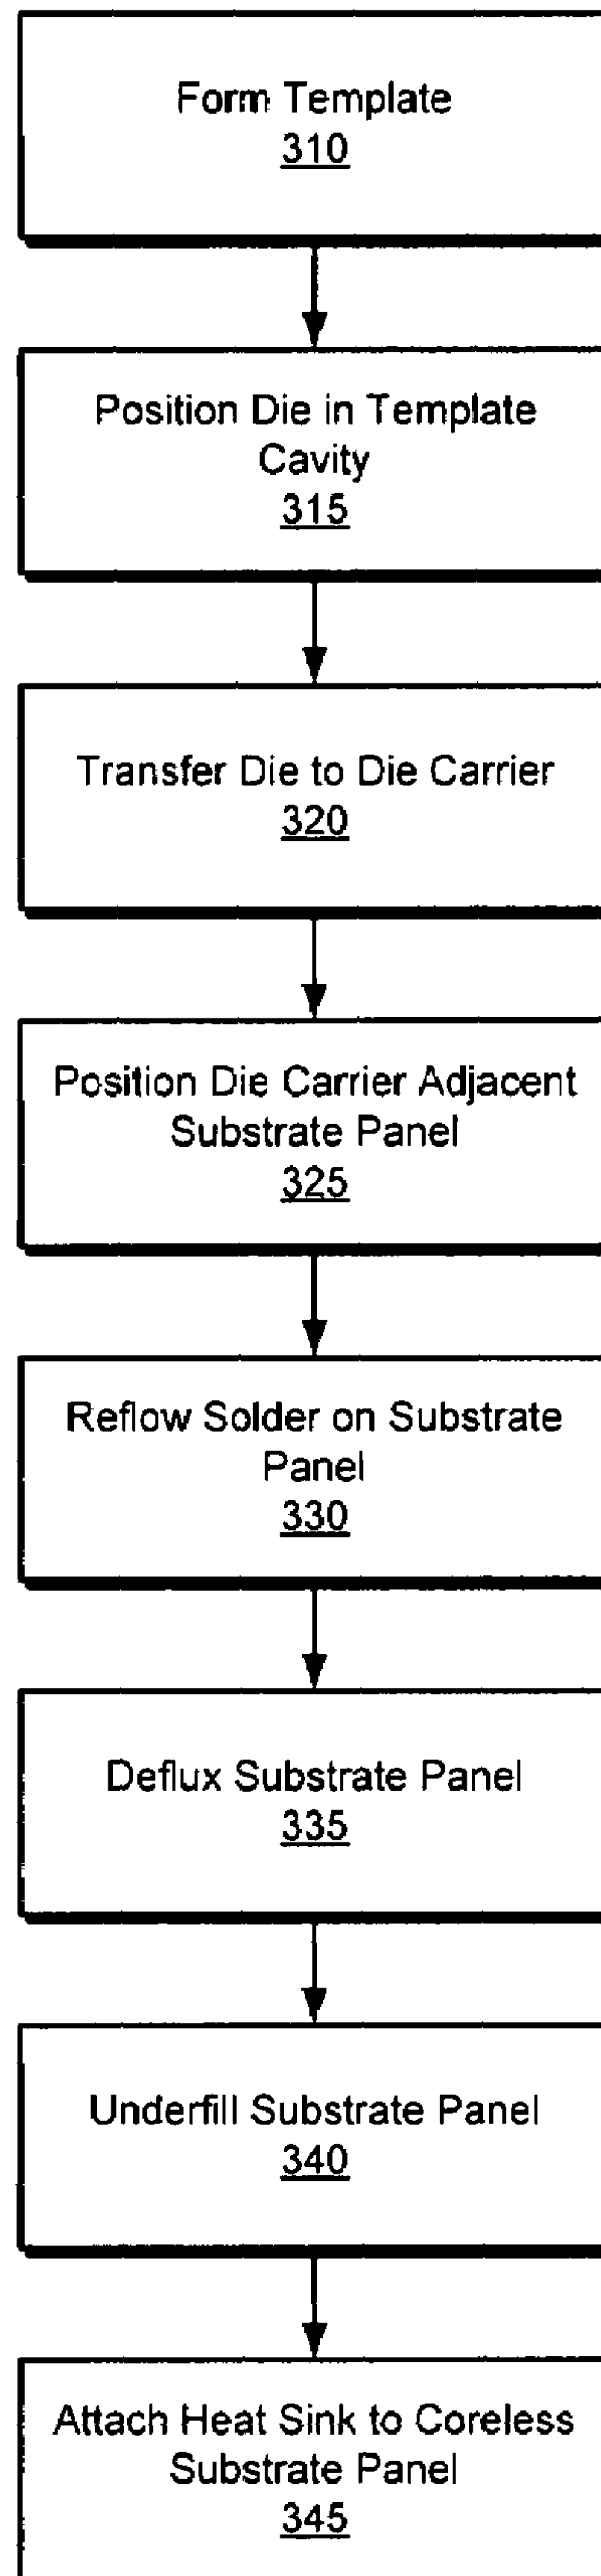 Form Template
310
Position Die in Template
Cavity
315
Transfer Die to Die Carrier
320
Position Die Carrier Adjacent
Substrate Panel
325
Reflow Solder on Substrate
Panel
330
Deflux Substrate Panel
335
Underfill Substrate Panel
340
Attach Heat Sink to Coreless
Substrate Panel
345